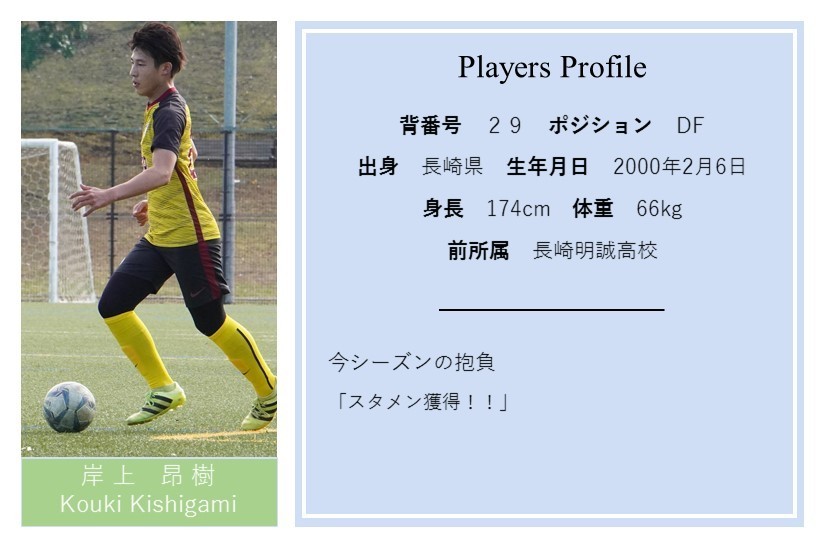 Players Profile
背番号　２９　ポジション　DF
出身　長崎県　生年月日　2000年2月6日
身長　174cm　体重　66kg
前所属　長崎明誠高校
今シーズンの抱負
「スタメン獲得！！」
岸上　昂樹
Kouki Kishigami